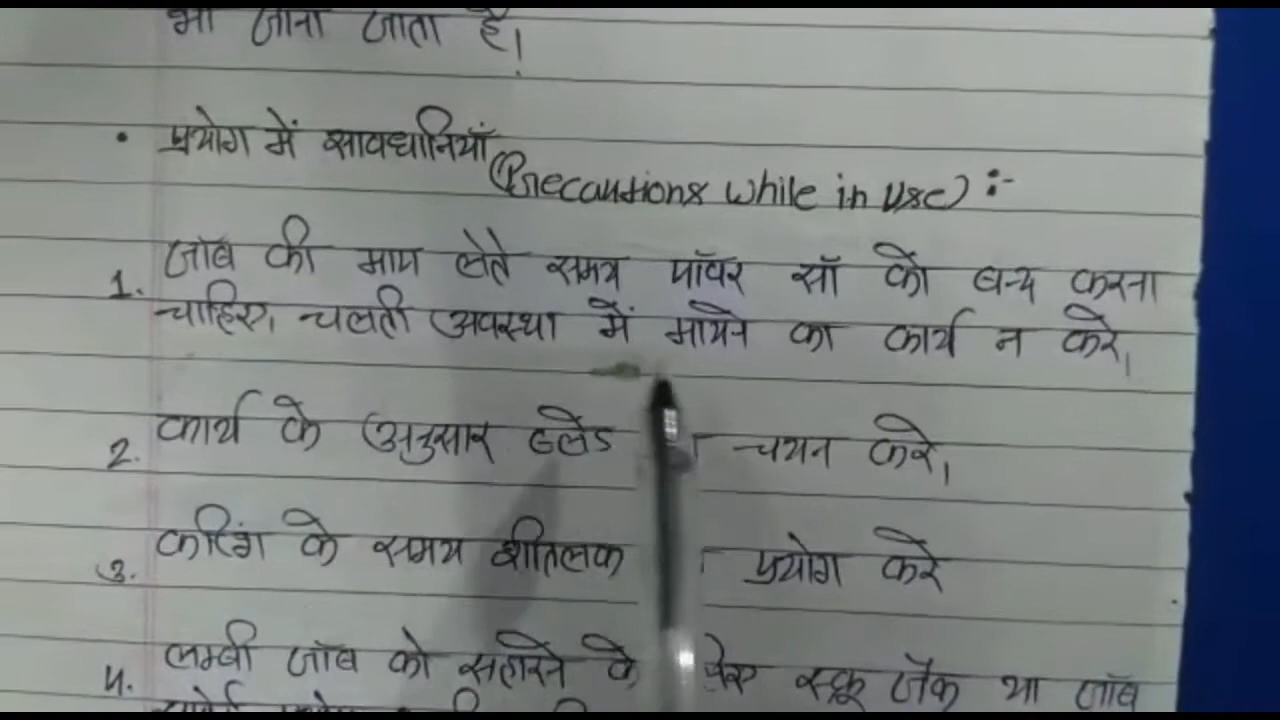 भी जाना जाता है।
• प्रयोग में सावधानियाँ
(Precautions while in use) :-
1. जॉब की माप लेते समय पॉवर सॉ को बन्द करना
चाहिए, चलती अवस्था में मापने का कार्य न करे।
2. कार्य के अनुसार ब्लेड चयन करे।
3. कटिंग के समय शीतलक प्रयोग करे
4. लम्बी जॉब को सहारने के स्क्रू जैक या जॉब